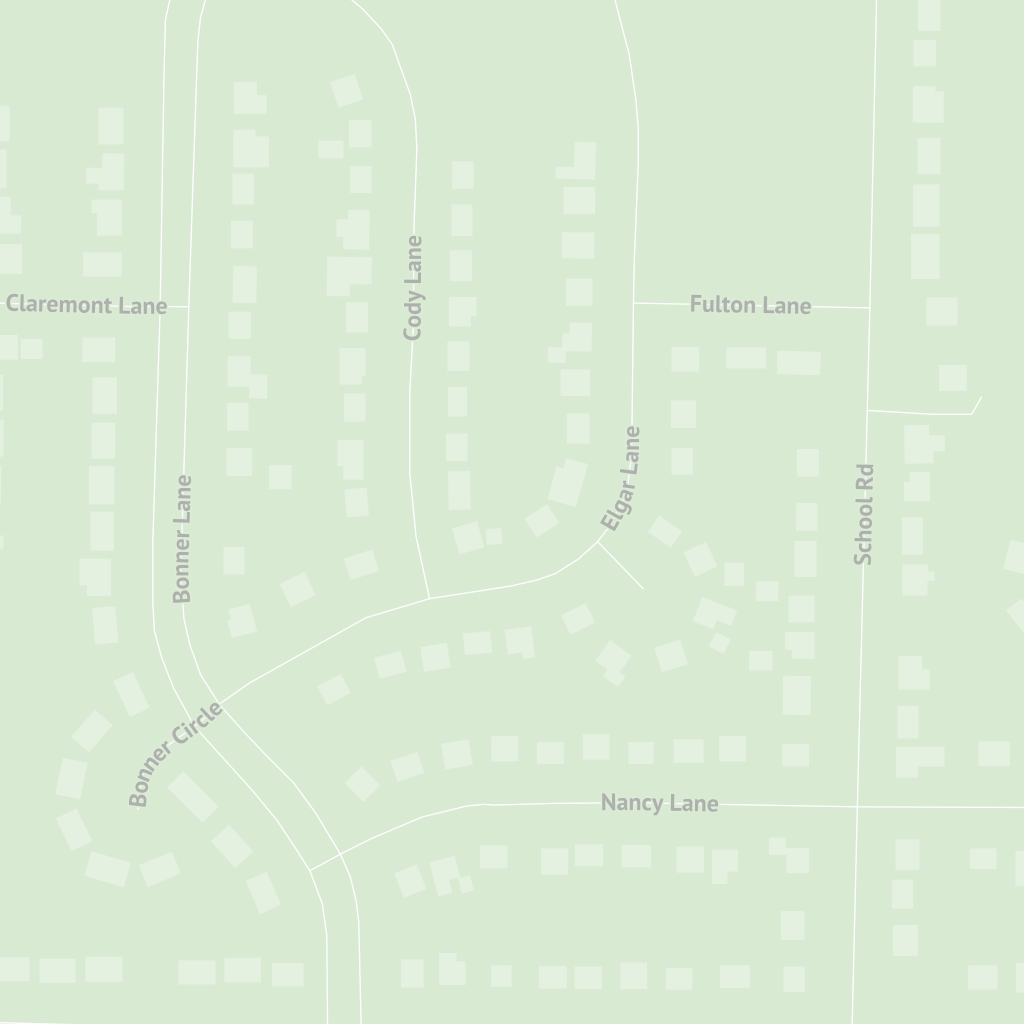 Cody Lane
Claremont Lane
Fulton Lane
Elgar Lane
Bonner Lane
School Rd
Bonner Circle
Nancy Lane